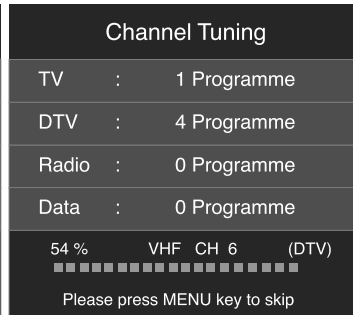 Channel Tuning
TV : 1 Programme
DTV : 4 Programme
Radio : 0 Programme
Data : 0 Programme
54 % VHF CH 6 (DTV)
Please press MENU key to skip